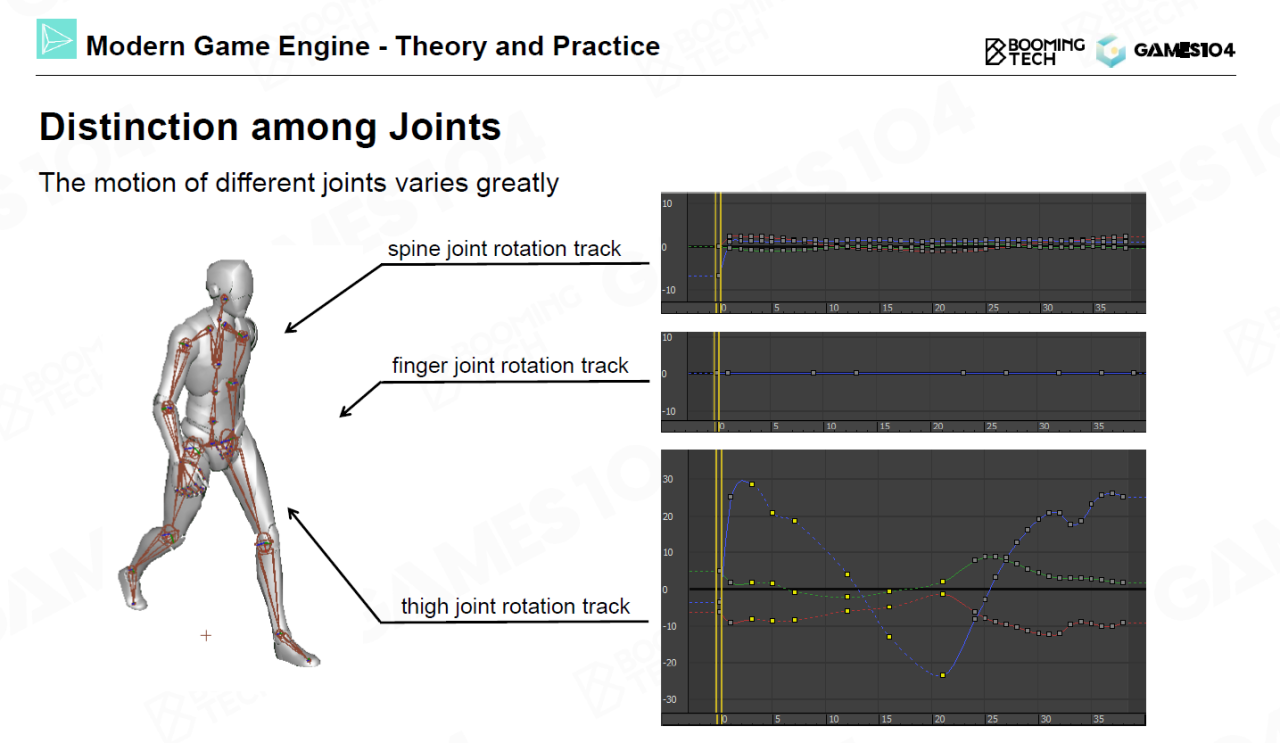 Modern Game Engine - Theory and Practice
BOOMING
TECH
GAMES104
Distinction among Joints
The motion of different joints varies greatly
spine joint rotation track
10
0
-10
0 5 10 15 20 25 30 35
finger joint rotation track
10
0
-10
0 5 10 15 20 25 30 35
thigh joint rotation track
30
20
10
0
-10
-20
-30
0 5 10 15 20 25 30 35